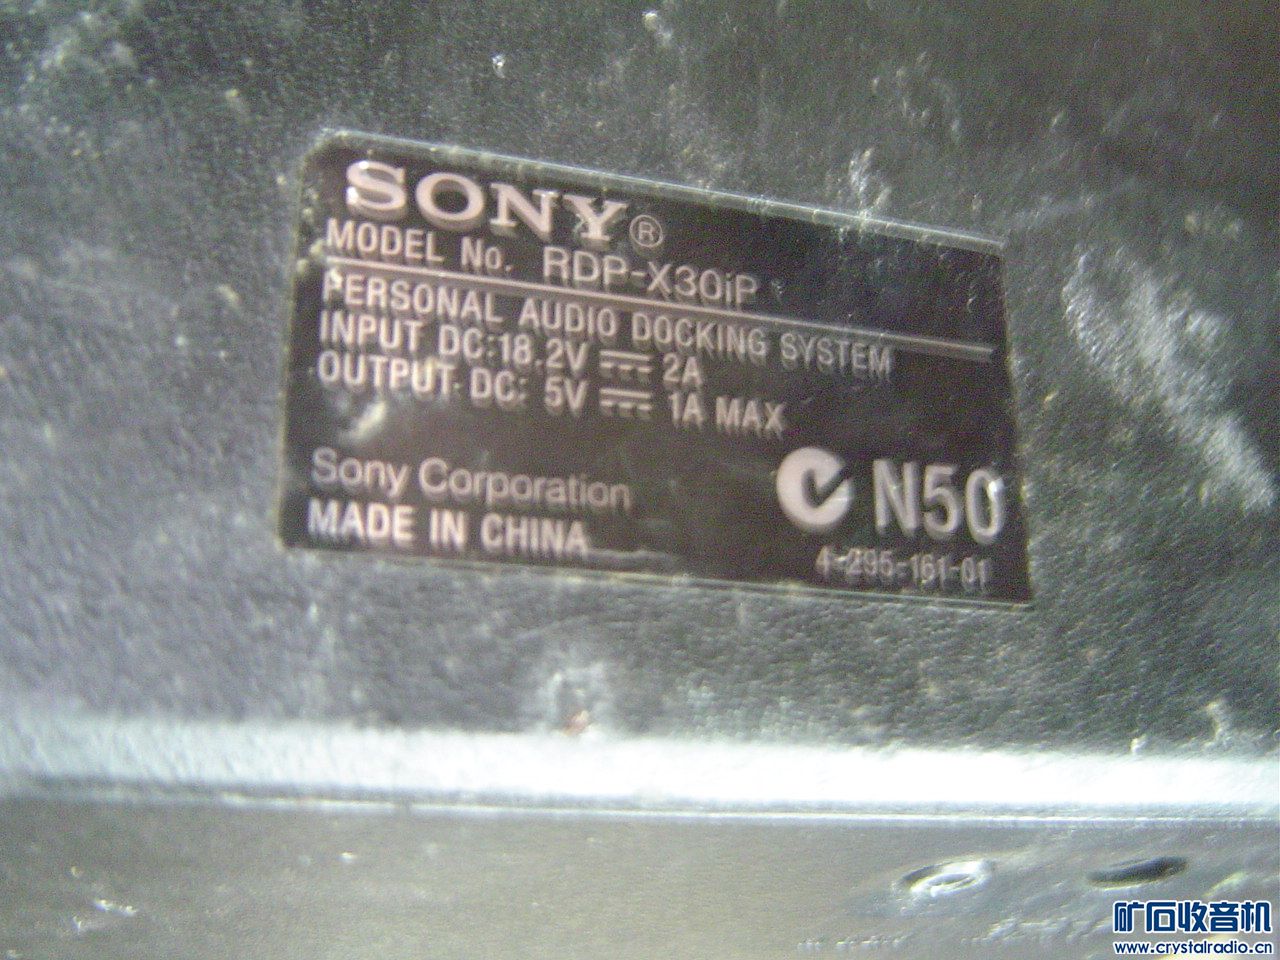 SONY®
MODEL No. RDP-X30iP
PERSONAL AUDIO DOCKING SYSTEM
INPUT DC:18.2V ⎓ 2A
OUTPUT DC: 5V ⎓ 1A MAX
Sony Corporation
MADE IN CHINA
N50
4-295-161-01
矿石收音机
www.crystalradio.cn